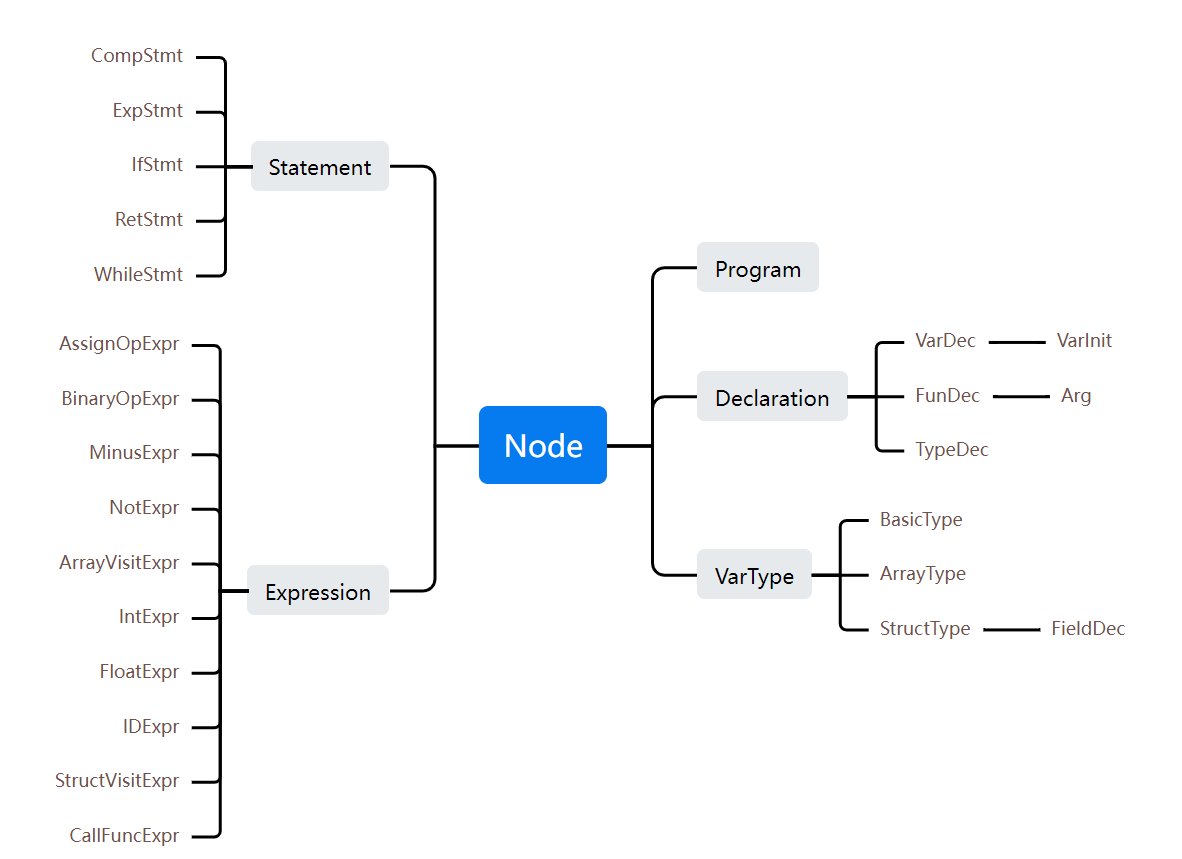 CompStmt
ExpStmt
IfStmt
RetStmt
WhileStmt
Statement
AssignOpExpr
BinaryOpExpr
MinusExpr
NotExpr
ArrayVisitExpr
IntExpr
FloatExpr
IDExpr
StructVisitExpr
CallFuncExpr
Expression
Node
Program
Declaration
VarDec
VarInit
FunDec
Arg
TypeDec
VarType
BasicType
ArrayType
StructType
FieldDec